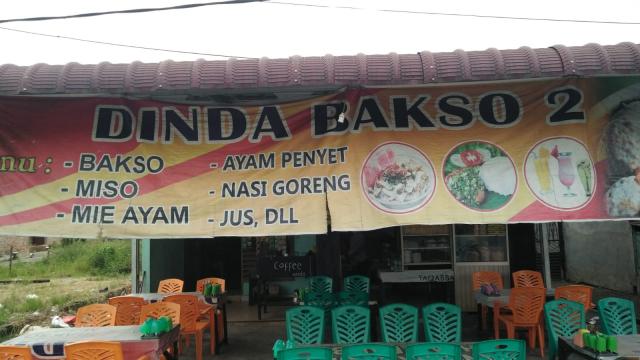 DINDA BAKSO 2
nu :
- BAKSO
- MISO
- MIE AYAM
- AYAM PENYET
- NASI GORENG
- JUS, DLL
Coffee